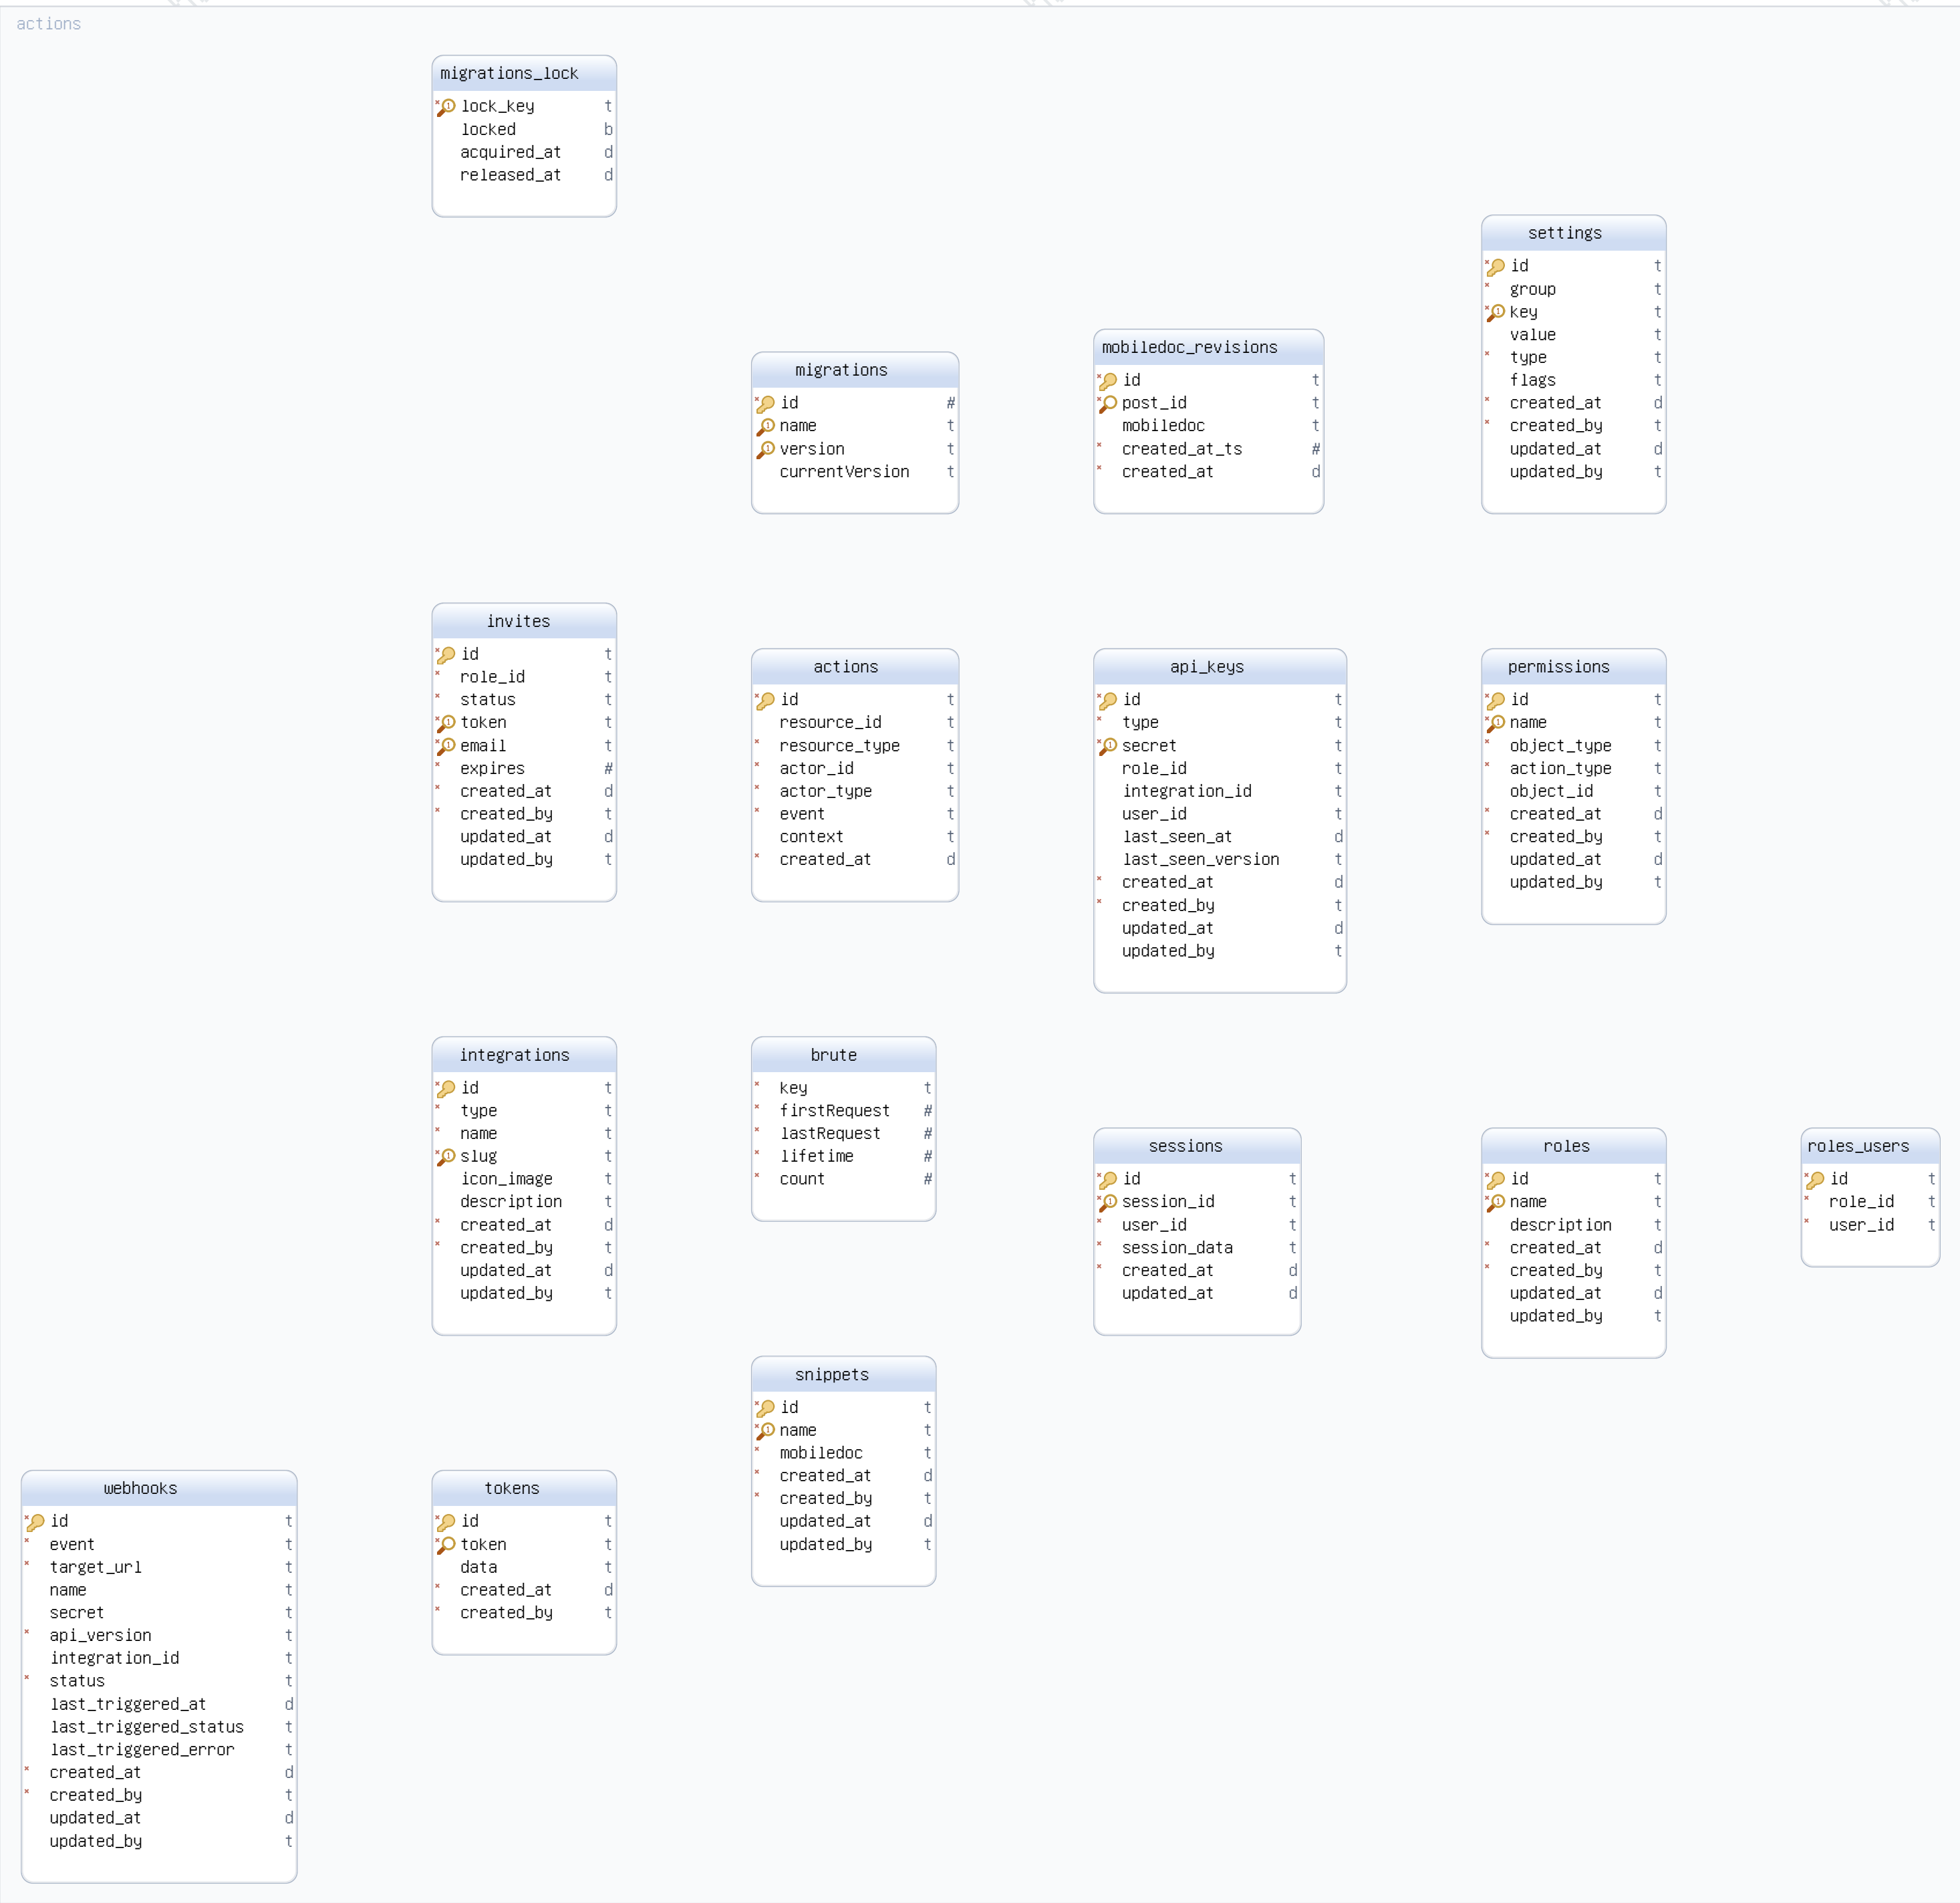 actions
migrations_lock
lock_key t
locked b
acquired_at d
released_at d
settings
id t
group t
key t
value t
type t
flags t
created_at d
created_by t
updated_at d
updated_by t
mobiledoc_revisions
id t
post_id t
mobiledoc t
created_at_ts #
created_at d
migrations
id #
name t
version t
currentVersion t
invites
id t
role_id t
status t
token t
email t
expires #
created_at d
created_by t
updated_at d
updated_by t
actions
id t
resource_id t
resource_type t
actor_id t
actor_type t
event t
context t
created_at d
api_keys
id t
type t
secret t
role_id t
integration_id t
user_id t
last_seen_at d
last_seen_version t
created_at d
created_by t
updated_at d
updated_by t
permissions
id t
name t
object_type t
action_type t
object_id t
created_at d
created_by t
updated_at d
updated_by t
integrations
id t
type t
name t
slug t
icon_image t
description t
created_at d
created_by t
updated_at d
updated_by t
brute
key t
firstRequest #
lastRequest #
lifetime #
count #
sessions
id t
session_id t
user_id t
session_data t
created_at d
updated_at d
roles
id t
name t
description t
created_at d
created_by t
updated_at d
updated_by t
roles_users
id t
role_id t
user_id t
snippets
id t
name t
mobiledoc t
created_at d
created_by t
updated_at d
updated_by t
webhooks
id t
event t
target_url t
name t
secret t
api_version t
integration_id t
status t
last_triggered_at d
last_triggered_status t
last_triggered_error t
created_at d
created_by t
updated_at d
updated_by t
tokens
id t
token t
data t
created_at d
created_by t